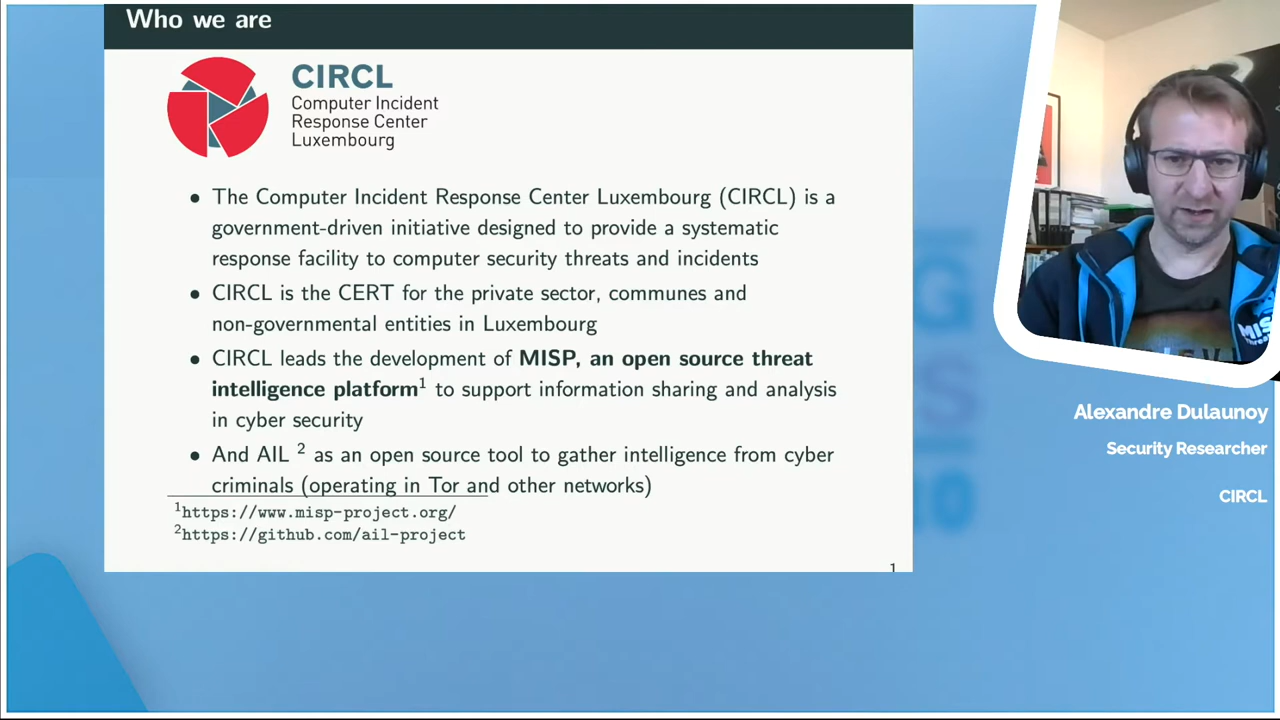 Who we are
CIRCL
Computer Incident
Response Center
Luxembourg
• The Computer Incident Response Center Luxembourg (CIRCL) is a
government-driven initiative designed to provide a systematic
response facility to computer security threats and incidents
• CIRCL is the CERT for the private sector, communes and
non-governmental entities in Luxembourg
• CIRCL leads the development of MISP, an open source threat
intelligence platform¹ to support information sharing and analysis
in cyber security
• And AIL ² as an open source tool to gather intelligence from cyber
criminals (operating in Tor and other networks)
¹https://www.misp-project.org/
²https://github.com/ail-project
1
MISP
Alexandre Dulaunoy
Security Researcher
CIRCL